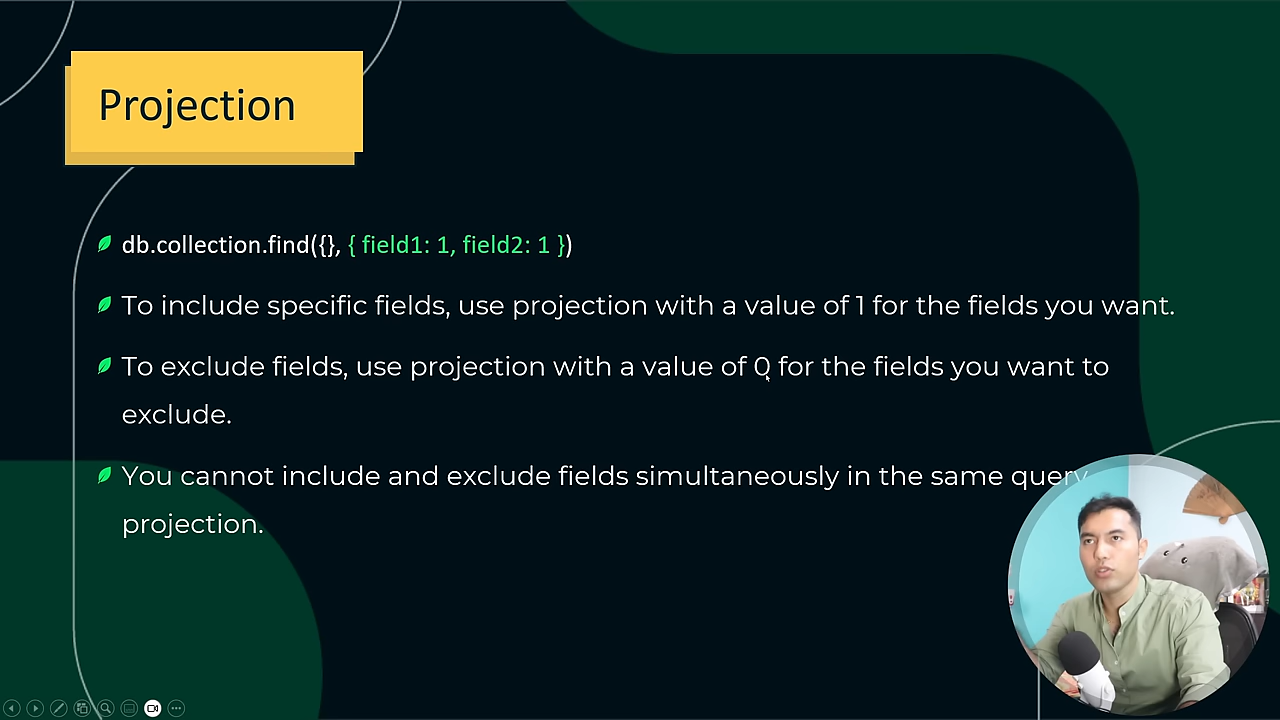 Projection
db.collection.find({}, { field1: 1, field2: 1 })
To include specific fields, use projection with a value of 1 for the fields you want.
To exclude fields, use projection with a value of 0 for the fields you want to
exclude.
You cannot include and exclude fields simultaneously in the same query
projection.